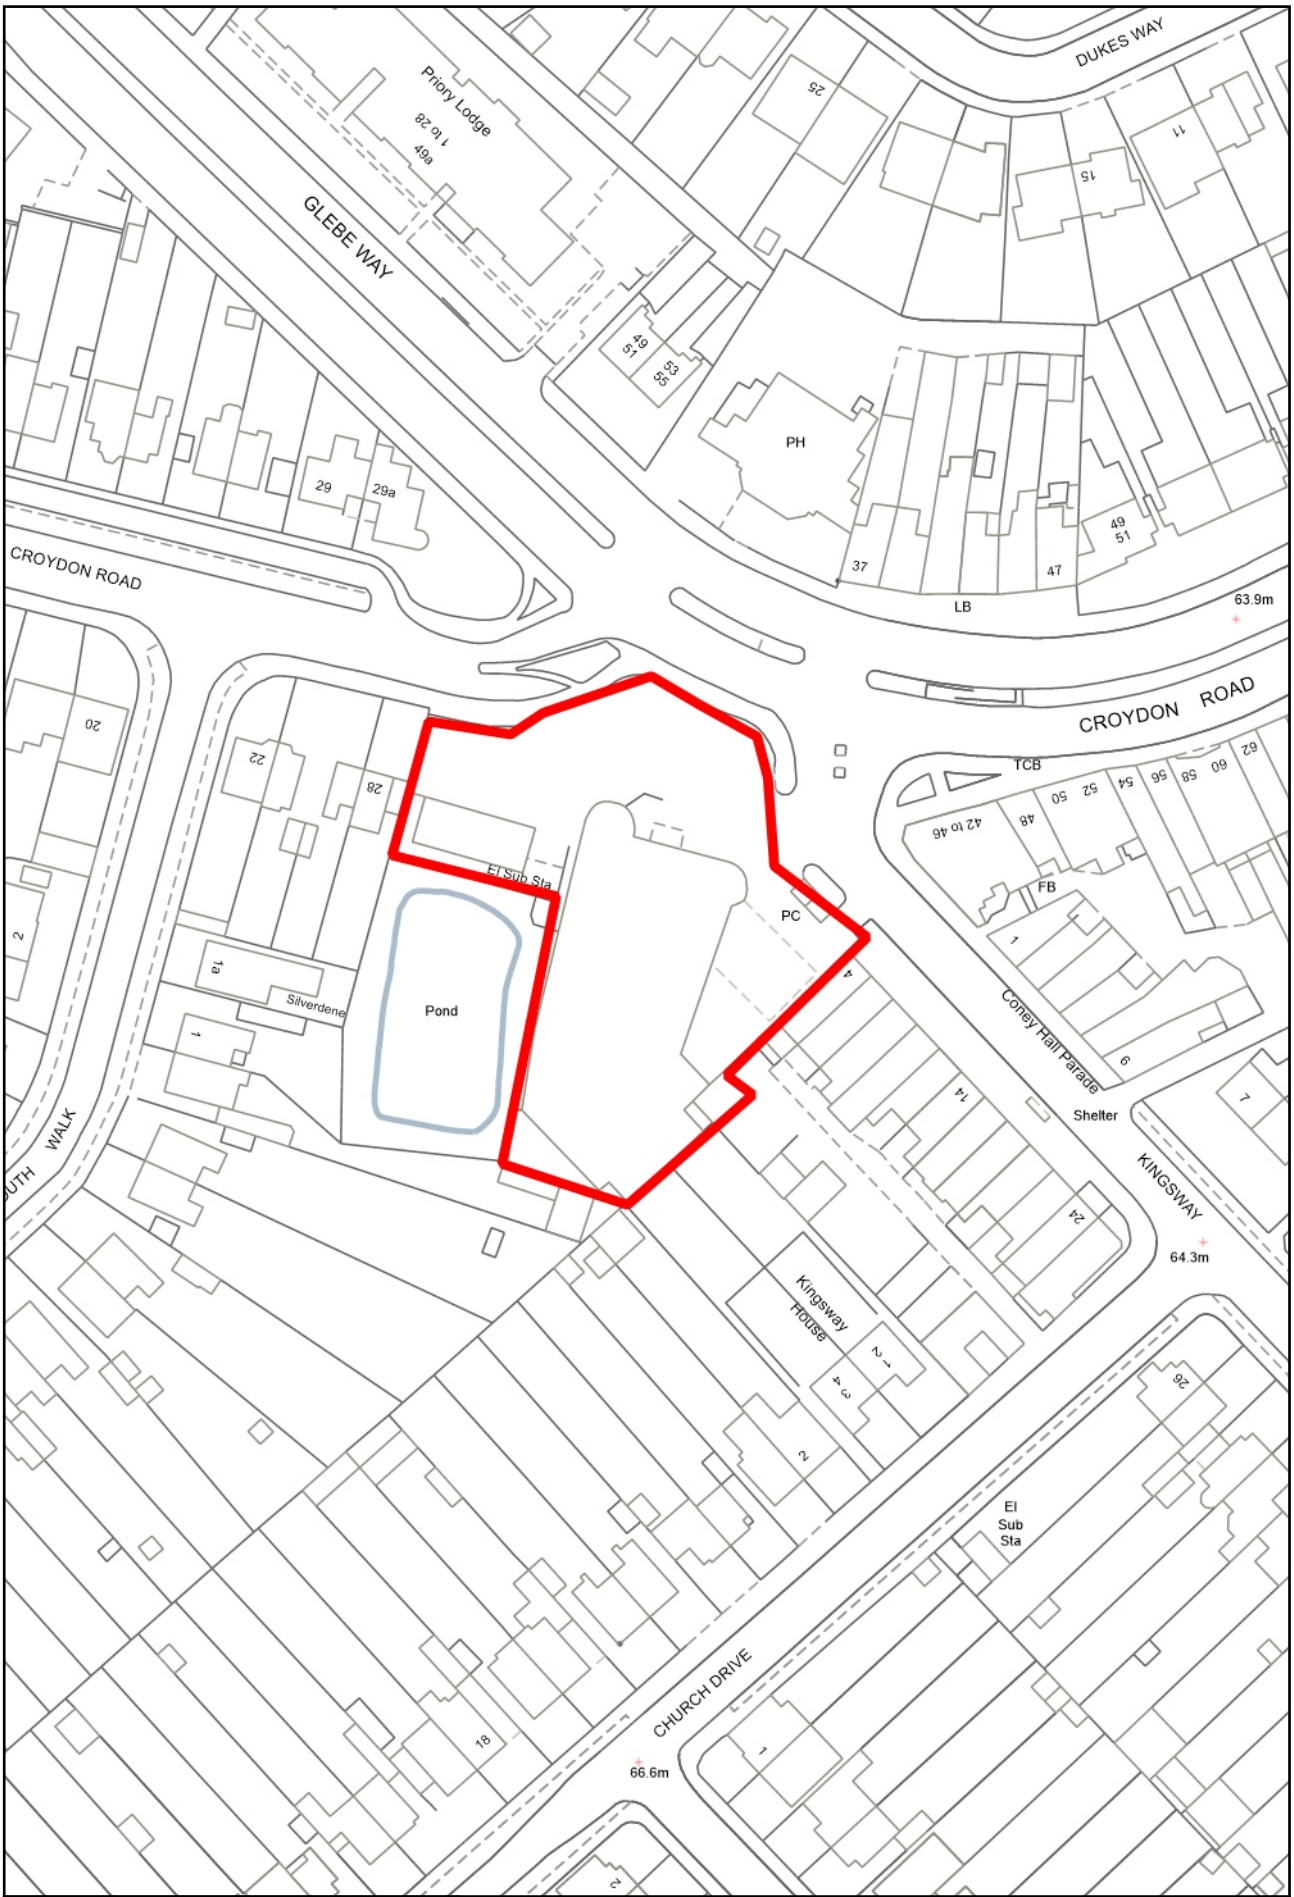 DUKES WAY
Priory Lodge
1 to 28
49a
25
11
15
GLEBE WAY
49
51
53
55
PH
29
29a
49
51
CROYDON ROAD
37
47
LB
63.9m
20
22
28
CROYDON ROAD
TCB
62
60
58
56
54
52
50
48
42 to 46
El Sub Sta
FB
PC
1
2
4
1a
Silverdene
Pond
Coney Hall Parade
1
6
14
7
Shelter
OUTH WALK
KINGSWAY
24
64.3m
Kingsway
House
1
2
3
4
26
2
El
Sub
Sta
CHURCH DRIVE
18
1
66.6m
2